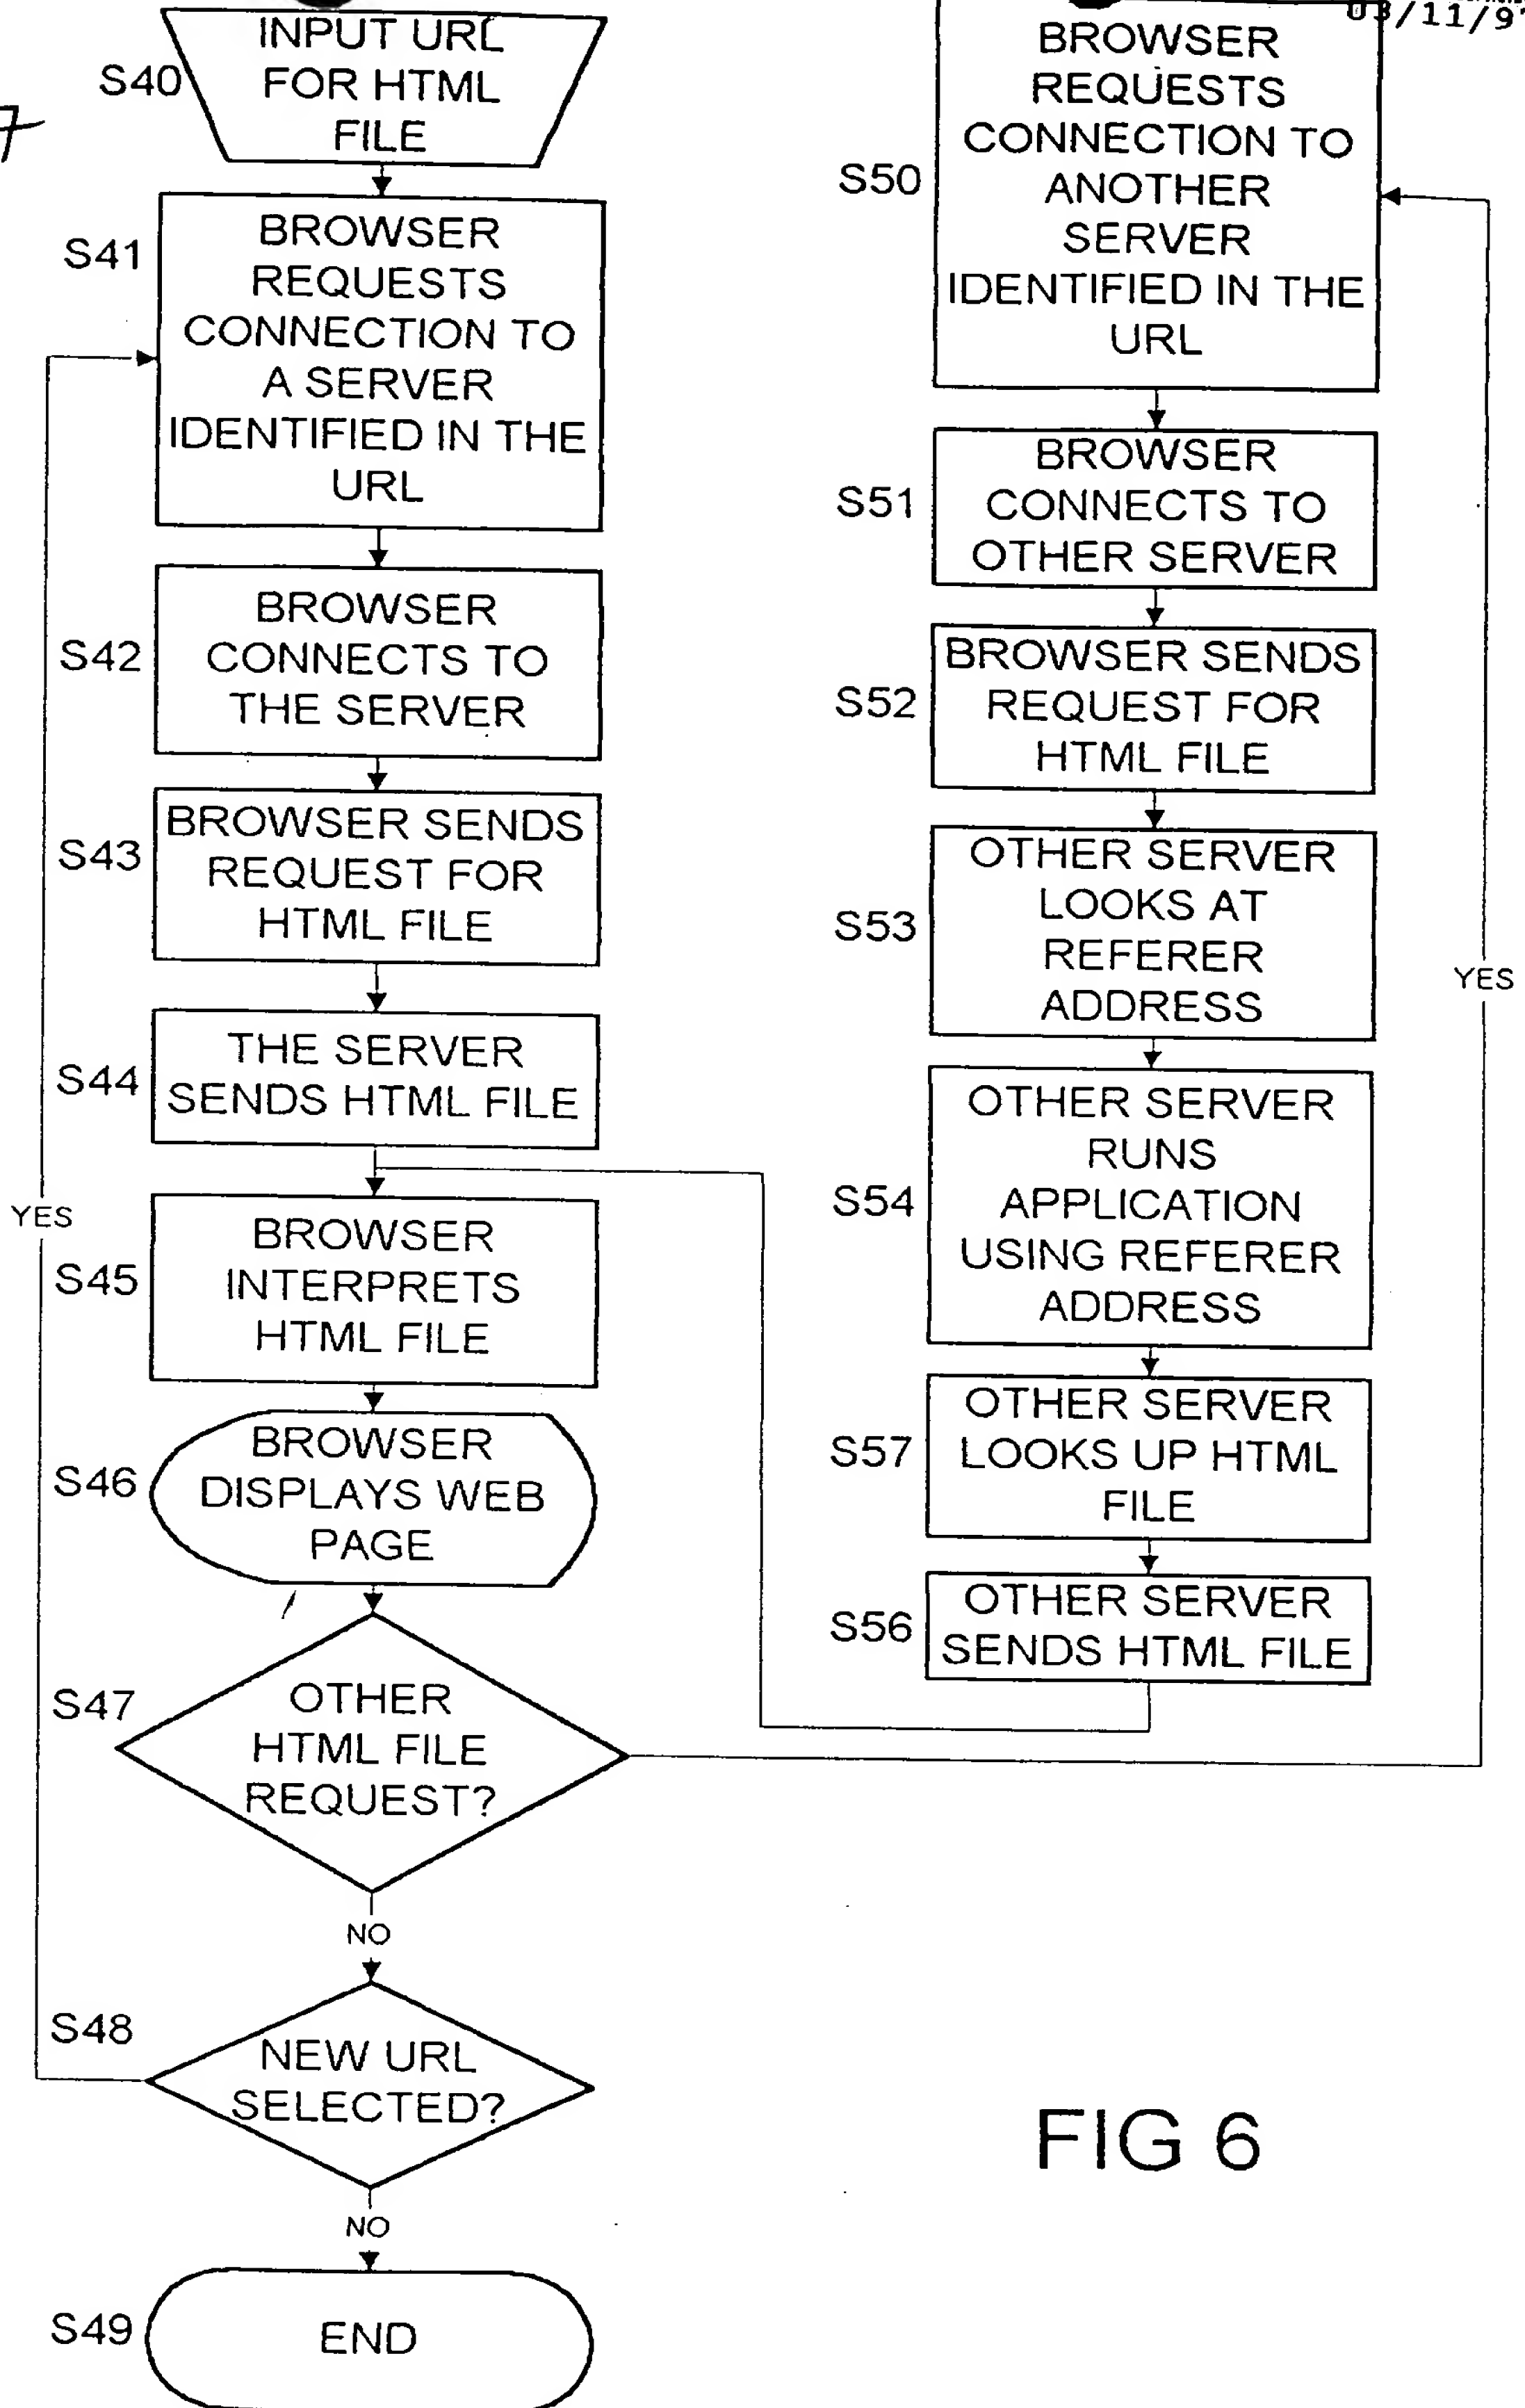 03/11/9
7
S40
INPUT URL
FOR HTML
FILE
S41
BROWSER
REQUESTS
CONNECTION TO
A SERVER
IDENTIFIED IN THE
URL
S42
BROWSER
CONNECTS TO
THE SERVER
S43
BROWSER SENDS
REQUEST FOR
HTML FILE
S44
THE SERVER
SENDS HTML FILE
YES
S45
BROWSER
INTERPRETS
HTML FILE
S46
BROWSER
DISPLAYS WEB
PAGE
S47
OTHER
HTML FILE
REQUEST?
NO
S48
NEW URL
SELECTED?
NO
S49
END
S50
BROWSER
REQUESTS
CONNECTION TO
ANOTHER
SERVER
IDENTIFIED IN THE
URL
S51
BROWSER
CONNECTS TO
OTHER SERVER
S52
BROWSER SENDS
REQUEST FOR
HTML FILE
S53
OTHER SERVER
LOOKS AT
REFERER
ADDRESS
YES
S54
OTHER SERVER
RUNS
APPLICATION
USING REFERER
ADDRESS
S57
OTHER SERVER
LOOKS UP HTML
FILE
S56
OTHER SERVER
SENDS HTML FILE
FIG 6